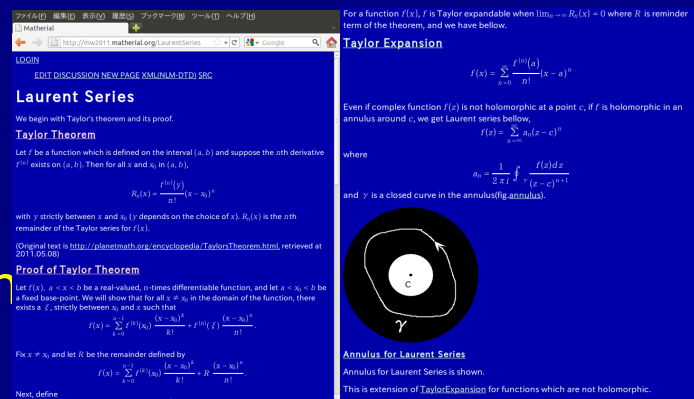 ファイル(F) 編集(E) 表示(V) 履歴(S) ブックマーク(B) ツール(T) ヘルプ(H)
Matherial
http://mw2011.matherial.org/LaurentSeries
Google
LOGIN
EDIT DISCUSSION NEW PAGE XML(NLM-DTD) SRC
Laurent Series
We begin with Taylor's theorem and its proof.
Taylor Theorem
Let f be a function which is defined on the interval (a, b) and suppose the nth derivative
f^(n) exists on (a, b). Then for all x and x₀ in (a, b),
Rₙ(x) = f^(n)(y)/n! (x − x₀)ⁿ
with y strictly between x and x₀ (y depends on the choice of x). Rₙ(x) is the nth
remainder of the Taylor series for f(x).
(Original text is http://planetmath.org/encyclopedia/TaylorsTheorem.html, retrieved at
2011.05.08)
Proof of Taylor Theorem
Let f(x), a < x < b be a real-valued, n-times differentiable function, and let a < x₀ < b be
a fixed base-point. We will show that for all x ≠ x₀ in the domain of the function, there
exists a ξ, strictly between x₀ and x such that
f(x) = ∑_{k=0}^{n−1} f^(k)(x₀) (x − x₀)^k/k! + f^(n)(ξ) (x − x₀)ⁿ/n!.
Fix x ≠ x₀ and let R be the remainder defined by
f(x) = ∑_{k=0}^{n−1} f^(k)(x₀) (x − x₀)^k/k! + R (x − x₀)ⁿ/n!.
Next, define
For a function f(x), f is Taylor expandable when lim_{0→∞} Rₙ(x) = 0 where R is reminder
term of the theorem, and we have bellow.
Taylor Expansion
f(x) = ∑_{n=0}^{∞} f^(n)(a)/n! (x − a)ⁿ
Even if complex function f(z) is not holomorphic at a point c, if f is holomorphic in an
annulus around c, we get Laurent series bellow,
f(z) = ∑_{n=∞}^{∞} aₙ(z − c)ⁿ
where
aₙ = 1/(2πi) ∮_γ f(z)dz/(z − c)^{n+1}
and γ is a closed curve in the annulus(fig.annulus).
c
γ
Annulus for Laurent Series
Annulus for Laurent Series is shown.
This is extension of TaylorExpansion for functions which are not holomorphic.